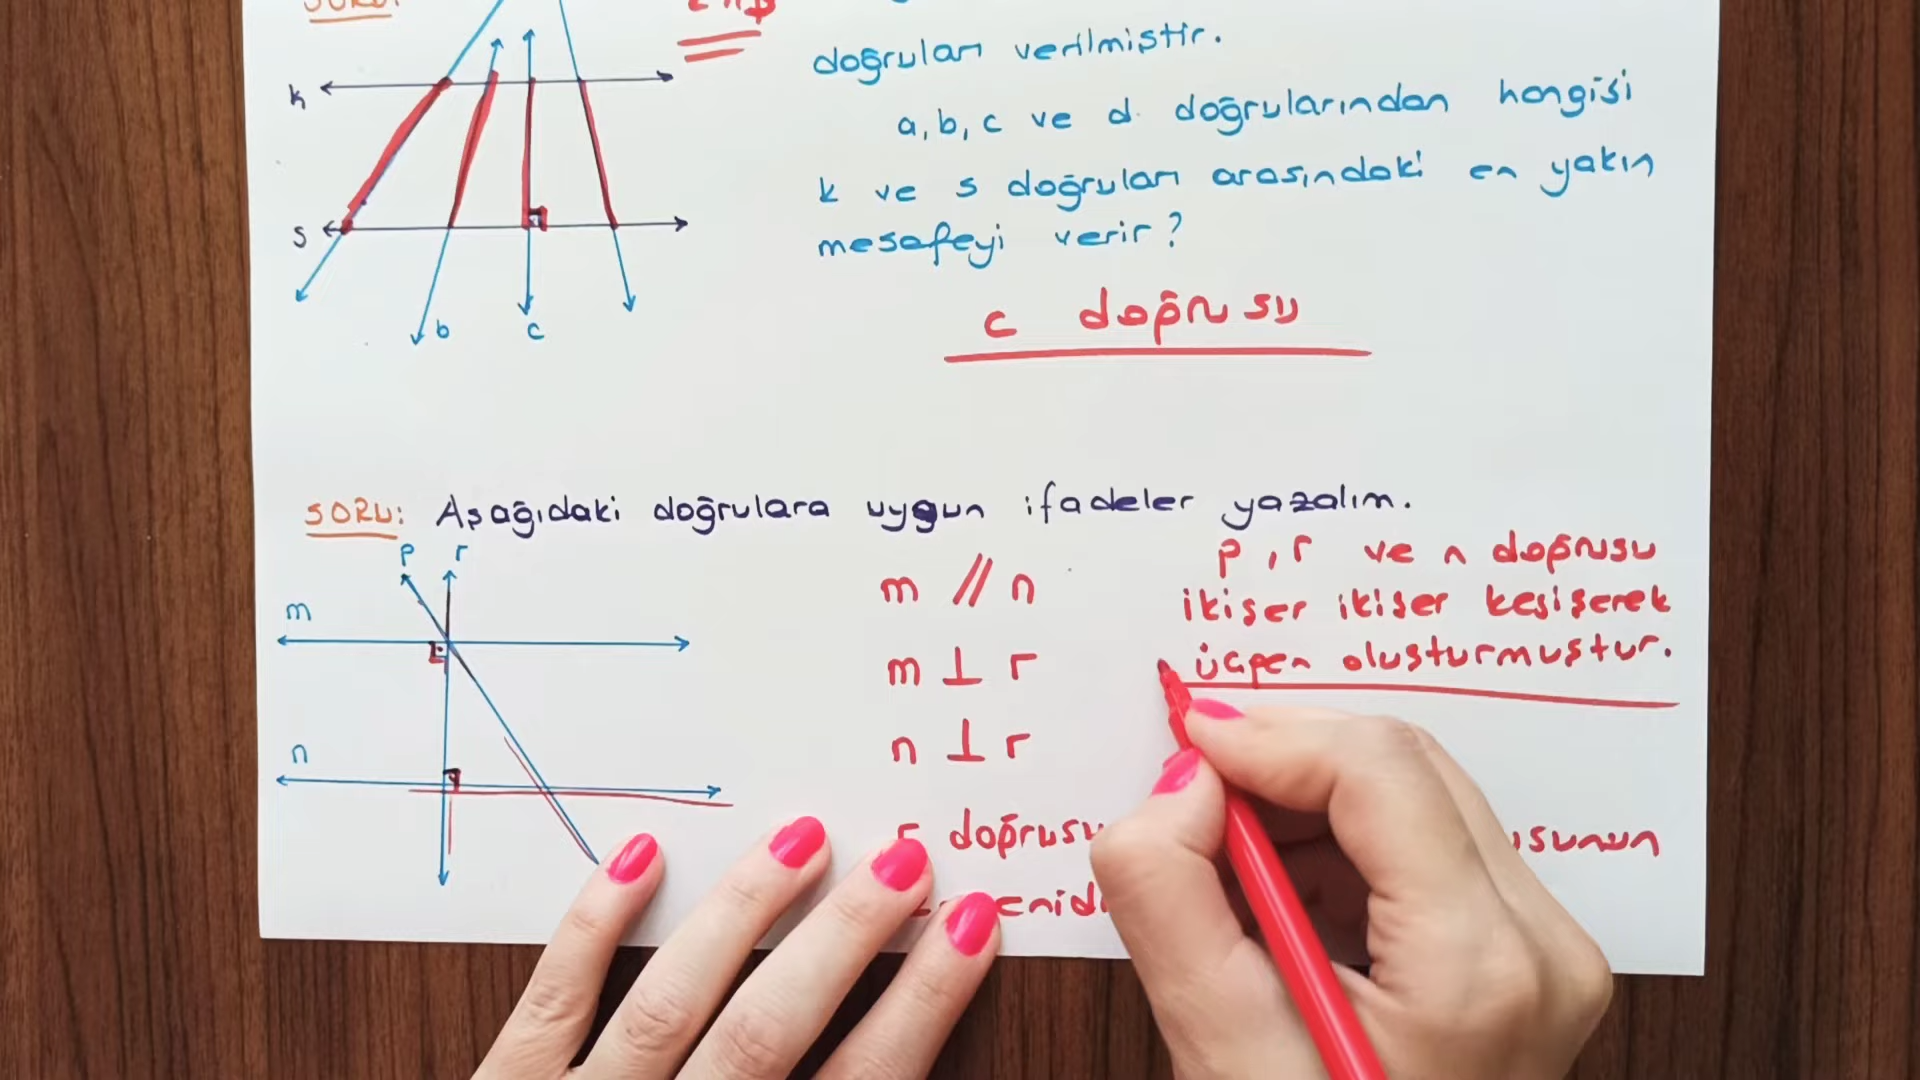 doğruları verilmiştir.
a, b, c ve d doğrularından hangisi
k ve s doğruları arasındaki en yakın
mesafeyi verir?
c doğrusu
k
s
b
c
SORU: Aşağıdaki doğrulara uygun ifadeler yazalım.
p r
m
n
m // n
m ⊥ r
n ⊥ r
doğrusu
p, r ve n doğrusu
ikişer ikişer kesişerek
üçgen oluşturmuştur.